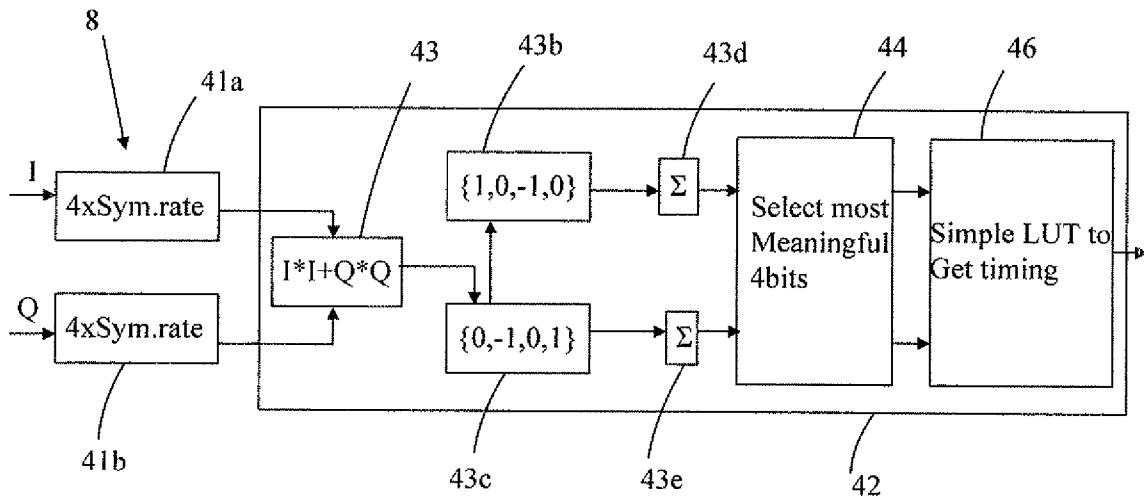 8
41a
43
43b
43d
44
46
I
4xSym.rate
{1,0,-1,0}
Σ
Select most
Meaningful
4bits
Simple LUT to
Get timing
I*I+Q*Q
Q
4xSym.rate
{0,-1,0,1}
Σ
41b
43c
43e
42